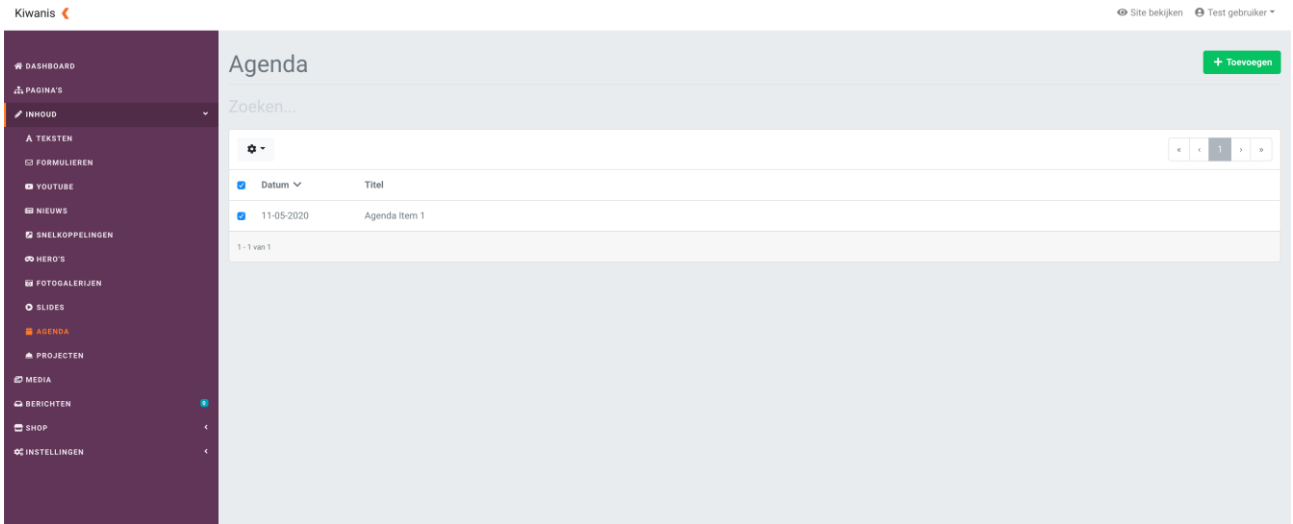 Kiwanis
Site bekijken Test gebruiker
DASHBOARD
PAGINA'S
INHOUD
TEKSTEN
FORMULIEREN
YOUTUBE
NIEUWS
SNELKOPPELINGEN
HERO'S
FOTOGALERIJEN
SLIDES
AGENDA
PROJECTEN
MEDIA
BERICHTEN 0
SHOP
INSTELLINGEN
Agenda
+ Toevoegen
Zoeken...
« ‹ 1 › »
Datum Titel
11-05-2020 Agenda Item 1
1 - 1 van 1